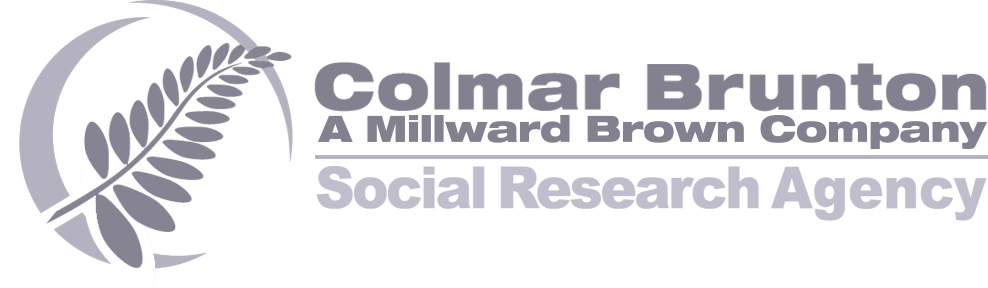 Colmar Brunton
A Millward Brown Company
Social Research Agency